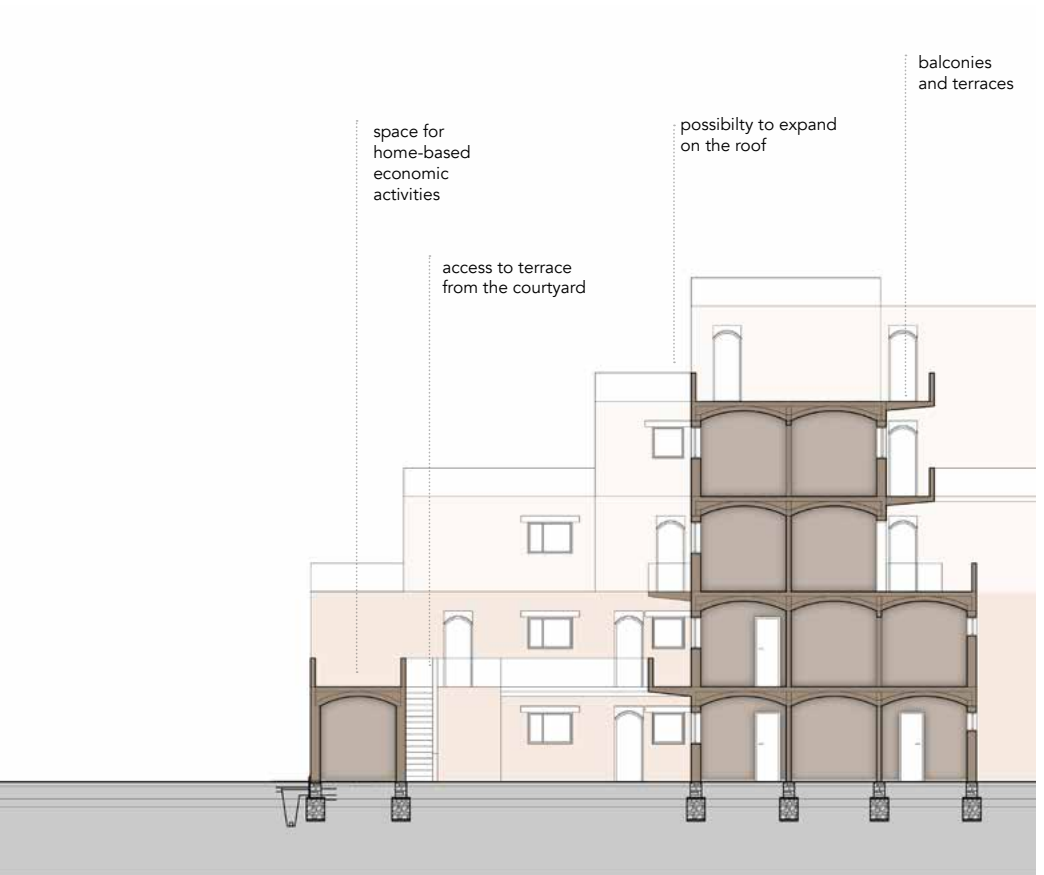 balconies
and terraces
possibilty to expand
on the roof
space for
home-based
economic
activities
access to terrace
from the courtyard